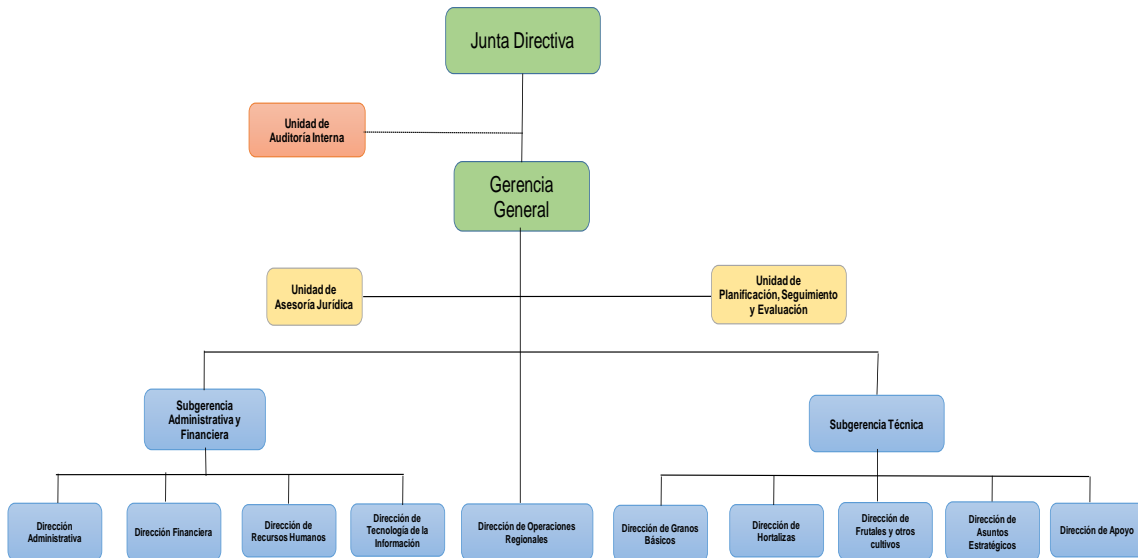 Junta Directiva
Unidad de
Auditoría Interna
Gerencia
General
Unidad de
Asesoría Jurídica
Unidad de
Planificación, Seguimiento
y Evaluación
Subgerencia
Administrativa y
Financiera
Subgerencia Técnica
Dirección
Administrativa
Dirección Financiera
Dirección de
Recursos Humanos
Dirección de
Tecnología de la
Información
Dirección de Operaciones
Regionales
Dirección de Granos
Básicos
Dirección de
Hortalizas
Dirección de
Frutales y otros
cultivos
Dirección de
Asuntos
Estratégicos
Dirección de Apoyo